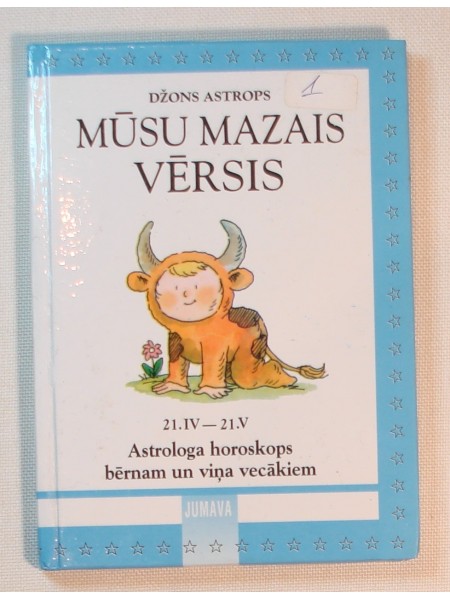 DŽONS ASTROPS
1
MŪSU MAZAIS
VĒRSIS
21.IV — 21.V
Astrologa horoskops
bērnam un viņa vecākiem
JUMAVA